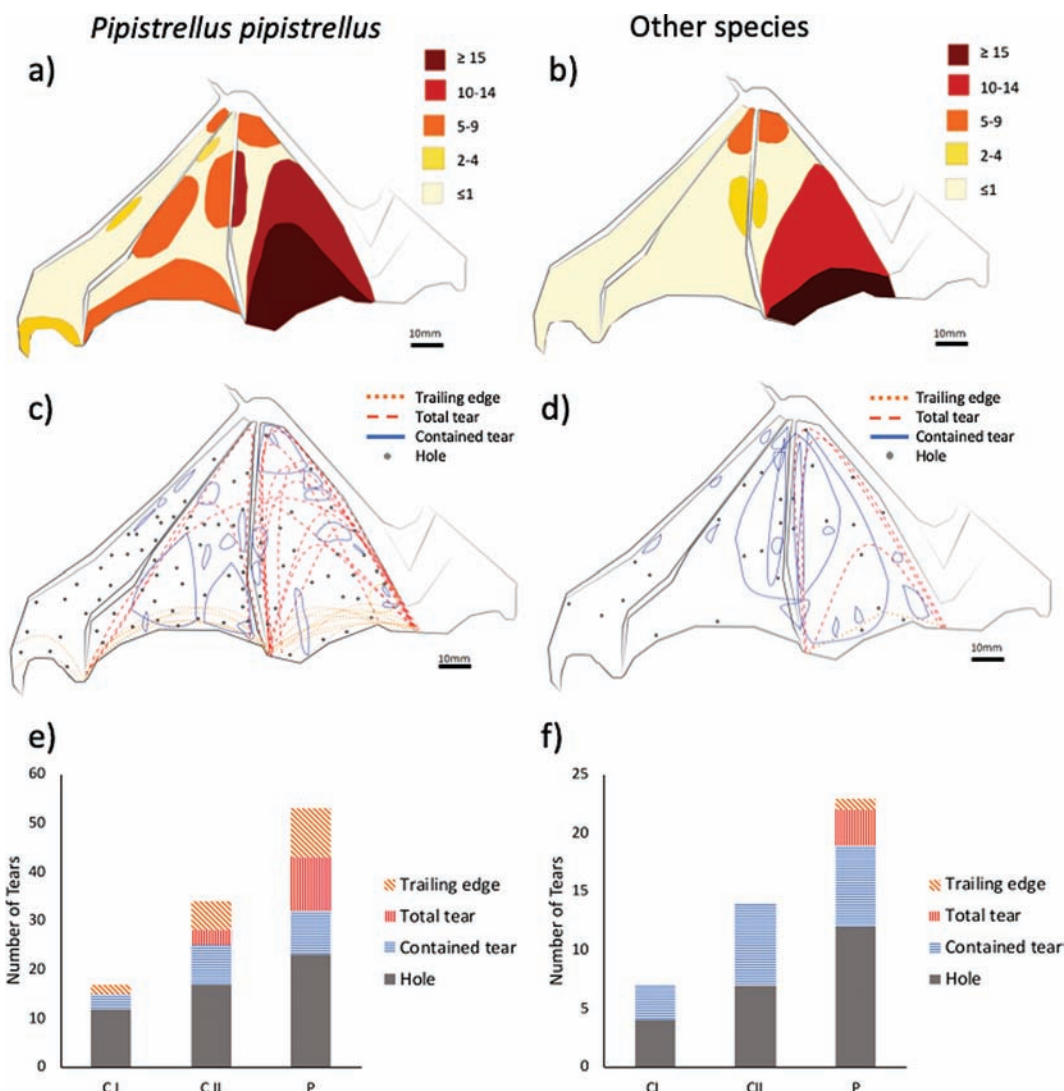 Pipistrellus pipistrellus
Other species
a)
≥ 15
10-14
5-9
2-4
≤1
10mm
b)
≥ 15
10-14
5-9
2-4
≤1
10mm
c)
Trailing edge
Total tear
Contained tear
Hole
10mm
d)
Trailing edge
Total tear
Contained tear
Hole
10mm
e)
Number of Tears
60
50
40
30
20
10
0
C I
C II
P
Trailing edge
Total tear
Contained tear
Hole
f)
Number of Tears
25
20
15
10
5
0
CI
CII
P
Trailing edge
Total tear
Contained tear
Hole